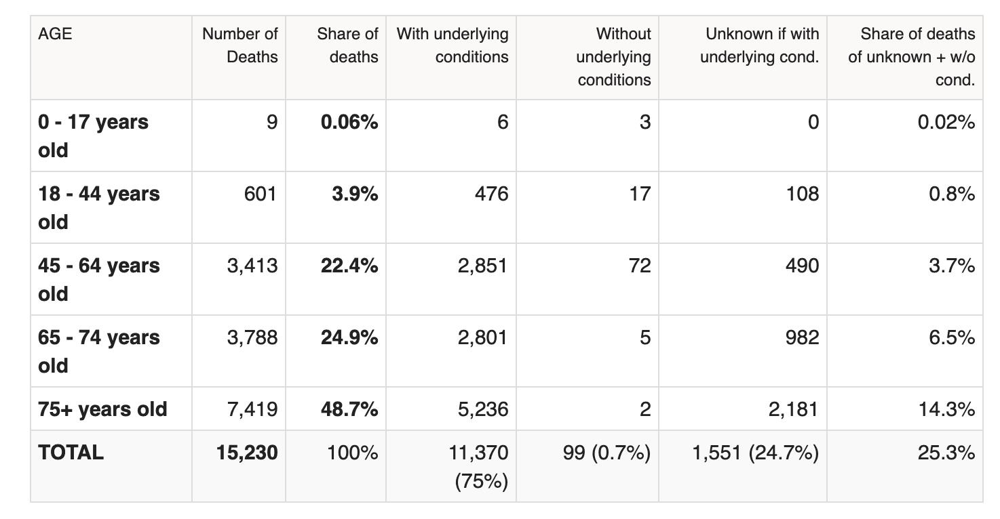 AGE Number of Share of With underlying Without Unknown if with Share of deaths
Deaths deaths conditions underlying underlying cond. of unknown + w/o
conditions cond.
0 - 17 years 9 0.06% 6 3 0 0.02%
old
18 - 44 years 601 3.9% 476 17 108 0.8%
old
45 - 64 years 3,413 22.4% 2,851 72 490 3.7%
old
65 - 74 years 3,788 24.9% 2,801 5 982 6.5%
old
75+ years old 7,419 48.7% 5,236 2 2,181 14.3%
TOTAL 15,230 100% 11,370 99 (0.7%) 1,551 (24.7%) 25.3%
(75%)